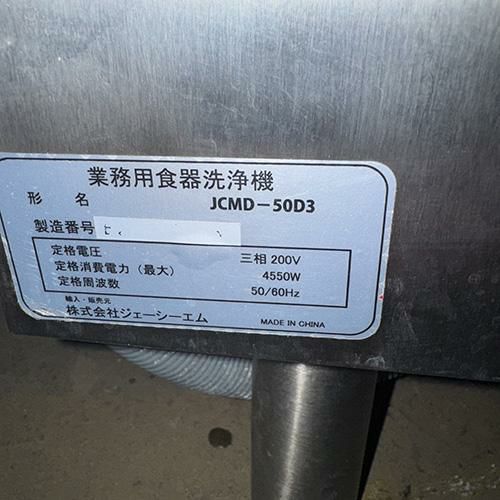 業務用食器洗浄機
形 名 JCMD-50D3
製造番号
定格電圧 三相 200V
定格消費電力（最大） 4550W
定格周波数 50/60Hz
輸入・販売元
株式会社ジェーシーエム MADE IN CHINA